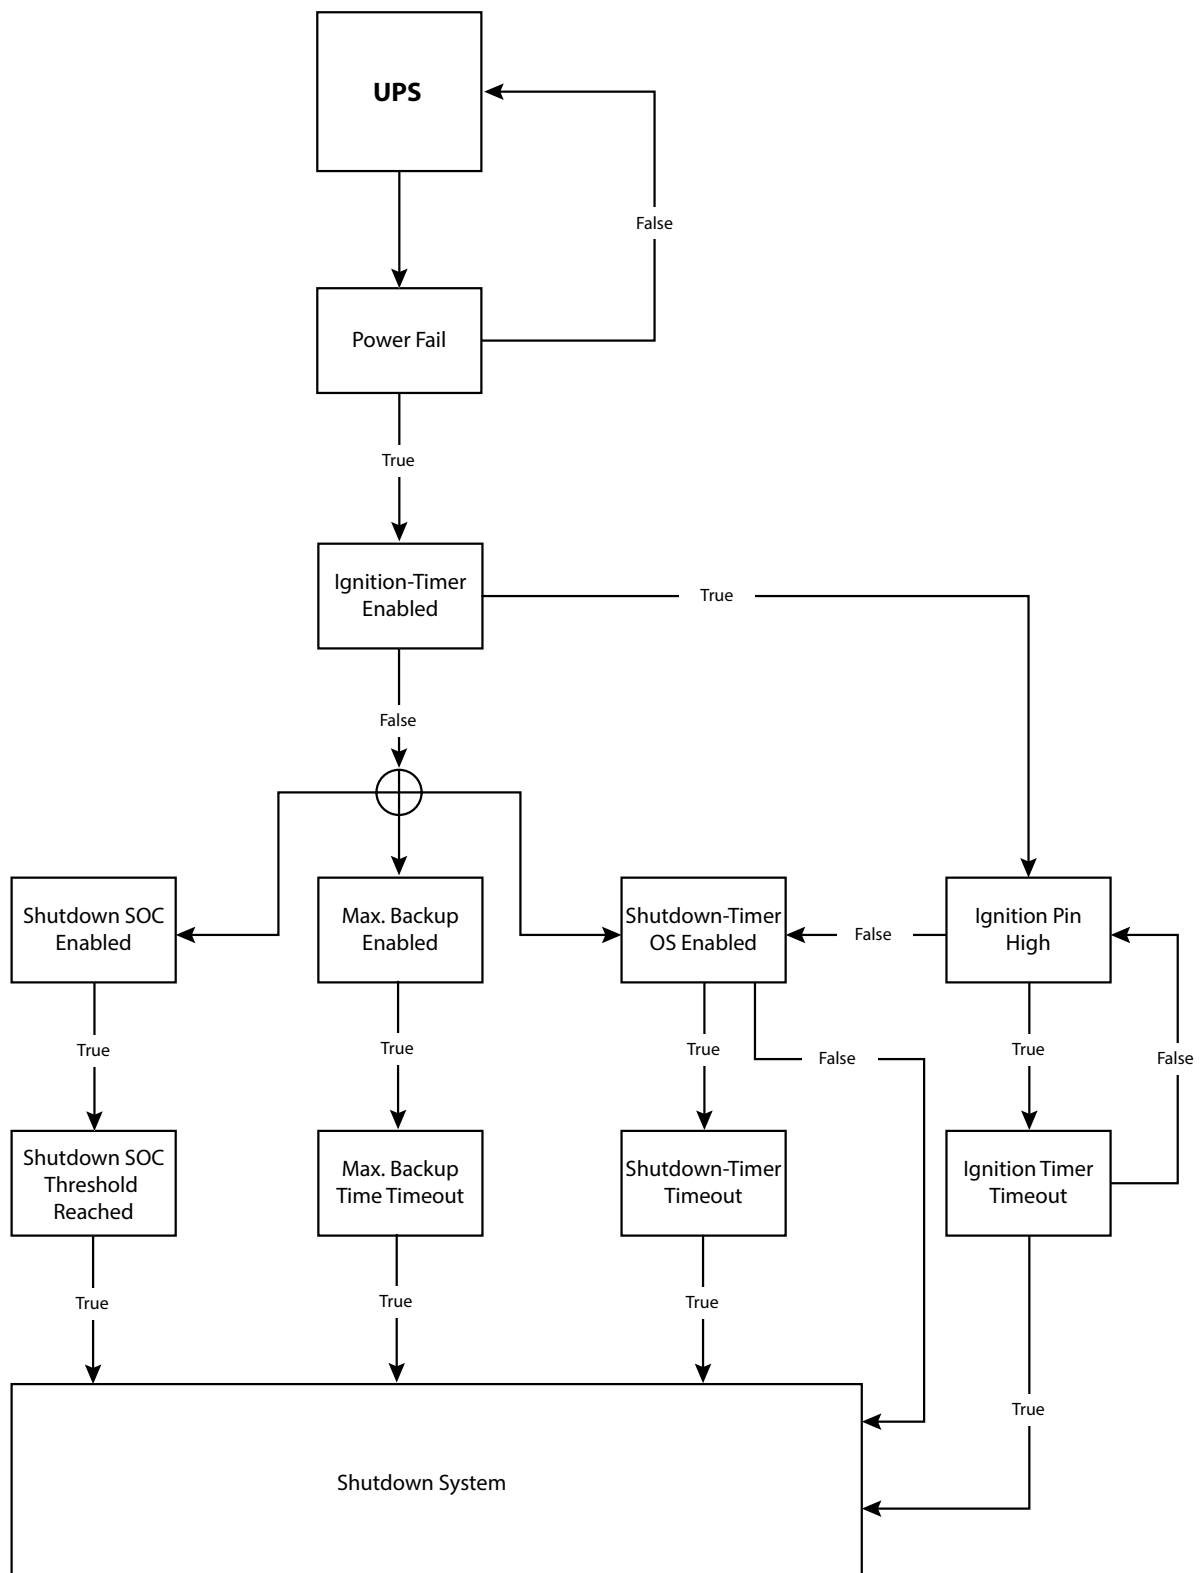 UPS
False
Power Fail
True
Ignition-Timer
Enabled
True
False
Shutdown SOC
Enabled
Max. Backup
Enabled
Shutdown-Timer
OS Enabled
False
Ignition Pin
High
True
True
True
False
True
False
Shutdown SOC
Threshold
Reached
Max. Backup
Time Timeout
Shutdown-Timer
Timeout
Ignition Timer
Timeout
True
True
True
True
Shutdown System